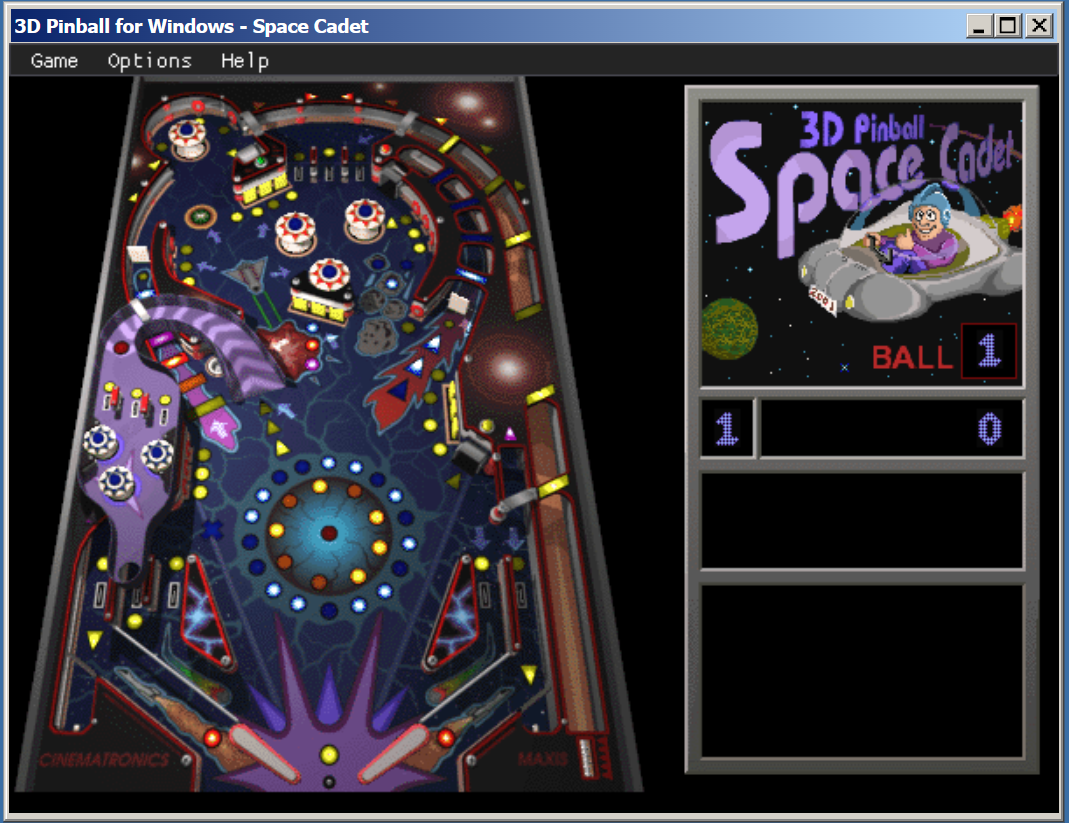 3D Pinball for Windows - Space Cadet
Game Options Help
3D Pinball
Space Cadet
2001
BALL 1
1 0
CINEMATRONICS
MAXIS